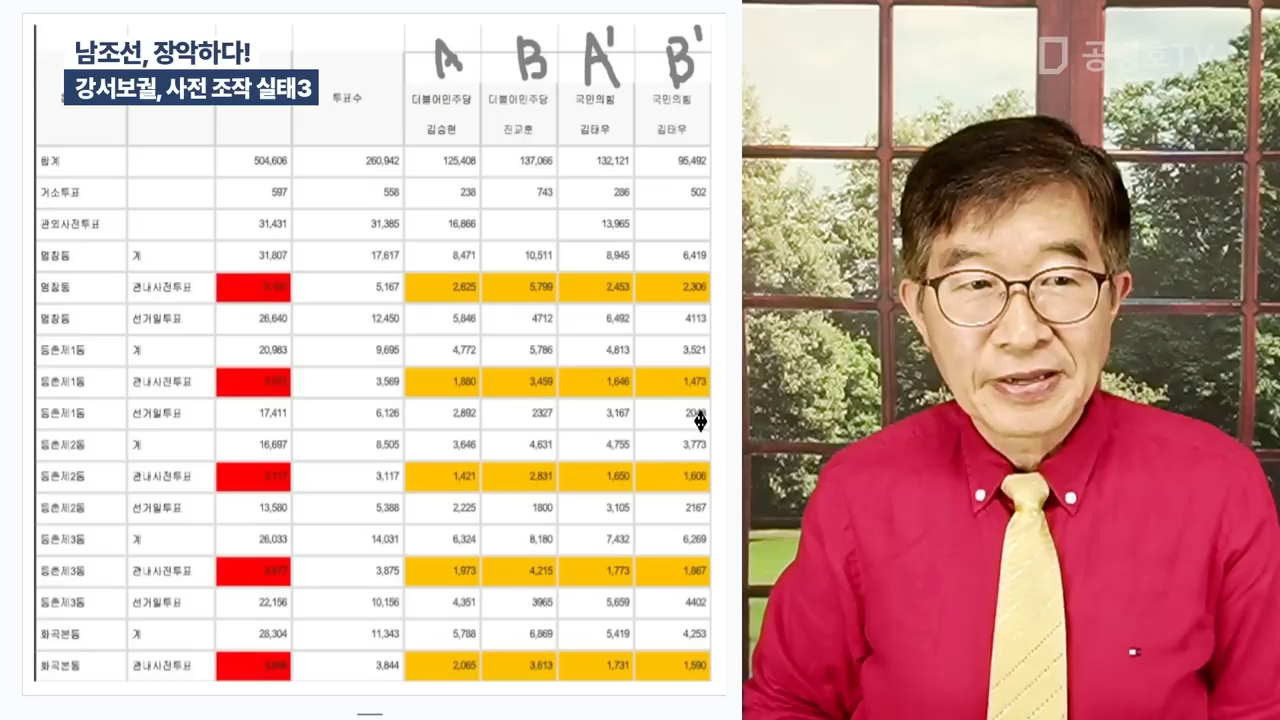 남조선, 장악하다!
강서보궐, 사전 조작 실태3
공병호TV
A B A' B'
투표수 더불어민주당 더불어민주당 국민의힘 국민의힘
김승현 진교훈 김태우 김태우
합계 504,606 260,942 125,408 137,066 132,121 95,492
거소투표 597 558 238 743 286 502
관외사전투표 31,431 31,385 16,866 13,965
염창동 계 31,807 17,617 8,471 10,511 8,945 6,419
염창동 관내사전투표 5,167 2,625 5,799 2,453 2,306
염창동 선거일투표 26,640 12,450 5,846 4712 6,492 4113
등촌제1동 계 20,983 9,695 4,772 5,786 4,813 3,521
등촌제1동 관내사전투표 3,569 1,880 3,459 1,646 1,473
등촌제1동 선거일투표 17,411 6,126 2,892 2327 3,167
등촌제2동 계 16,697 8,505 3,646 4,631 4,755 3,773
등촌제2동 관내사전투표 3,117 1,421 2,831 1,650 1,606
등촌제2동 선거일투표 13,580 5,388 2,225 1800 3,105 2167
등촌제3동 계 26,033 14,031 6,324 8,180 7,432 6,269
등촌제3동 관내사전투표 3,875 1,973 4,215 1,773 1,867
등촌제3동 선거일투표 22,156 10,156 4,351 3965 5,659 4402
화곡본동 계 28,304 11,343 5,788 6,869 5,419 4,253
화곡본동 관내사전투표 3,844 2,065 3,613 1,731 1,590